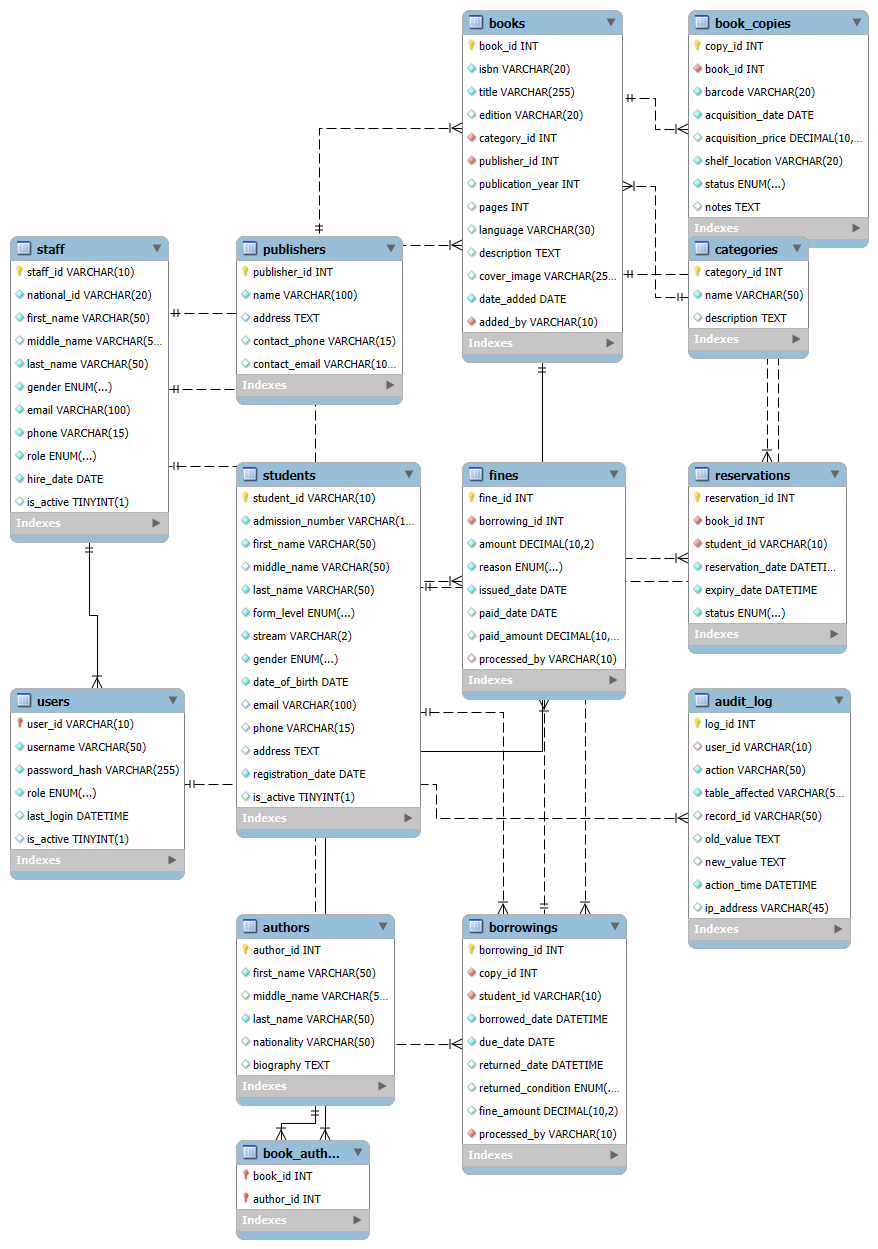 books
book_id INT
isbn VARCHAR(20)
title VARCHAR(255)
edition VARCHAR(20)
category_id INT
publisher_id INT
publication_year INT
pages INT
language VARCHAR(30)
description TEXT
cover_image VARCHAR(25...
date_added DATE
added_by VARCHAR(10)
Indexes
book_copies
copy_id INT
book_id INT
barcode VARCHAR(20)
acquisition_date DATE
acquisition_price DECIMAL(10,...
shelf_location VARCHAR(20)
status ENUM(...)
notes TEXT
Indexes
staff
staff_id VARCHAR(10)
national_id VARCHAR(20)
first_name VARCHAR(50)
middle_name VARCHAR(5...
last_name VARCHAR(50)
gender ENUM(...)
email VARCHAR(100)
phone VARCHAR(15)
role ENUM(...)
hire_date DATE
is_active TINYINT(1)
Indexes
publishers
publisher_id INT
name VARCHAR(100)
address TEXT
contact_phone VARCHAR(15)
contact_email VARCHAR(10...
Indexes
categories
category_id INT
name VARCHAR(50)
description TEXT
Indexes
students
student_id VARCHAR(10)
admission_number VARCHAR(1...
first_name VARCHAR(50)
middle_name VARCHAR(50)
last_name VARCHAR(50)
form_level ENUM(...)
stream VARCHAR(2)
gender ENUM(...)
date_of_birth DATE
email VARCHAR(100)
phone VARCHAR(15)
address TEXT
registration_date DATE
is_active TINYINT(1)
Indexes
fines
fine_id INT
borrowing_id INT
amount DECIMAL(10,2)
reason ENUM(...)
issued_date DATE
paid_date DATE
paid_amount DECIMAL(10,...
processed_by VARCHAR(10)
Indexes
reservations
reservation_id INT
book_id INT
student_id VARCHAR(10)
reservation_date DATETI...
expiry_date DATETIME
status ENUM(...)
Indexes
users
user_id VARCHAR(10)
username VARCHAR(50)
password_hash VARCHAR(255)
role ENUM(...)
last_login DATETIME
is_active TINYINT(1)
Indexes
audit_log
log_id INT
user_id VARCHAR(10)
action VARCHAR(50)
table_affected VARCHAR(5...
record_id VARCHAR(50)
old_value TEXT
new_value TEXT
action_time DATETIME
ip_address VARCHAR(45)
Indexes
authors
author_id INT
first_name VARCHAR(50)
middle_name VARCHAR(5...
last_name VARCHAR(50)
nationality VARCHAR(50)
biography TEXT
Indexes
borrowings
borrowing_id INT
copy_id INT
student_id VARCHAR(10)
borrowed_date DATETIME
due_date DATE
returned_date DATETIME
returned_condition ENUM(...
fine_amount DECIMAL(10,2)
processed_by VARCHAR(10)
Indexes
book_auth...
book_id INT
author_id INT
Indexes